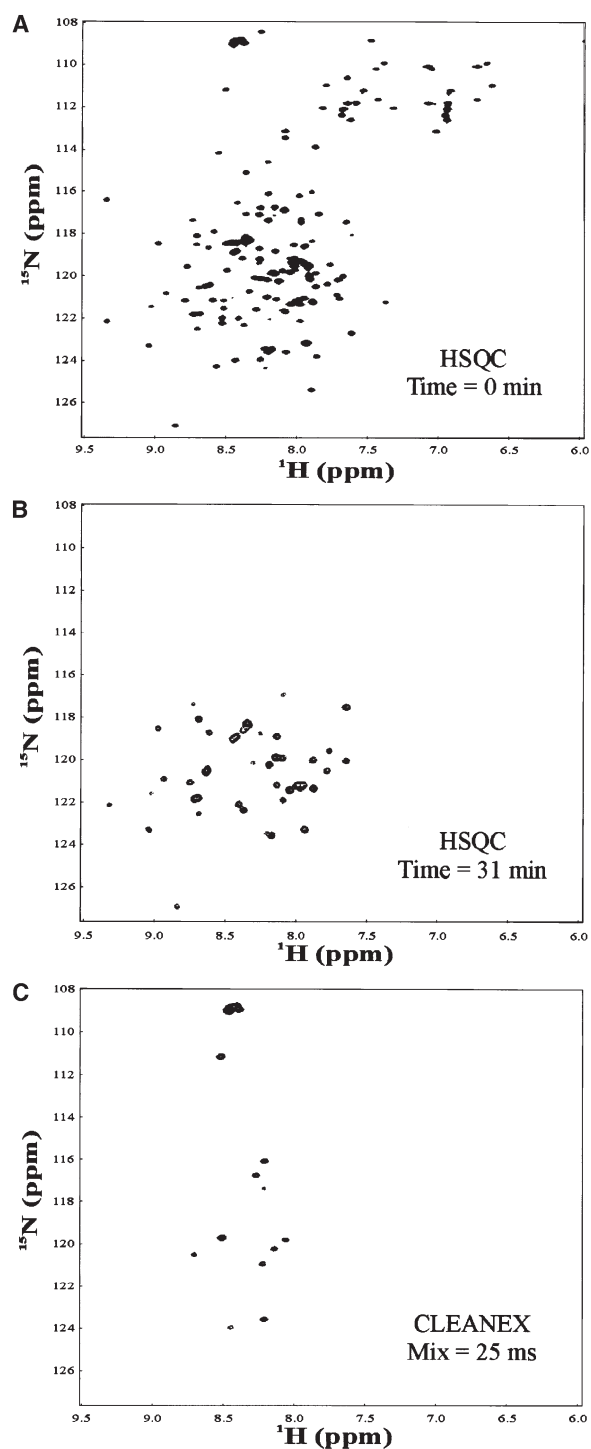 A
108
110
112
114
116
118
120
122
124
126
¹⁵N (ppm)
HSQC
Time = 0 min
9.5 9.0 8.5 8.0 7.5 7.0 6.5 6.0
¹H (ppm)
B
108
110
112
114
116
118
120
122
124
126
¹⁵N (ppm)
HSQC
Time = 31 min
9.5 9.0 8.5 8.0 7.5 7.0 6.5 6.0
¹H (ppm)
C
108
110
112
114
116
118
120
122
124
126
¹⁵N (ppm)
CLEANEX
Mix = 25 ms
9.5 9.0 8.5 8.0 7.5 7.0 6.5 6.0
¹H (ppm)